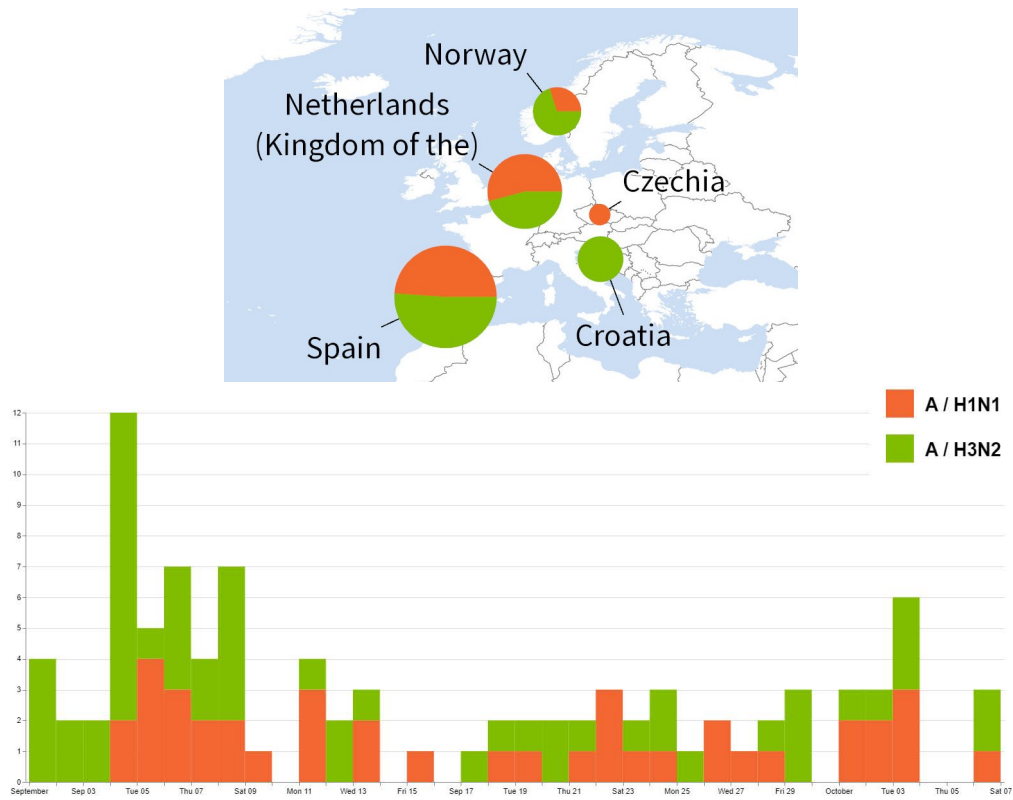 Norway
Netherlands
(Kingdom of the)
Czechia
Spain
Croatia
A / H1N1
A / H3N2
12
11
10
9
8
7
6
5
4
3
2
1
0
September Sep 03 Tue 05 Thu 07 Sat 09 Mon 11 Wed 13 Fri 15 Sep 17 Tue 19 Thu 21 Sat 23 Mon 25 Wed 27 Fri 29 October Tue 03 Thu 05 Sat 07